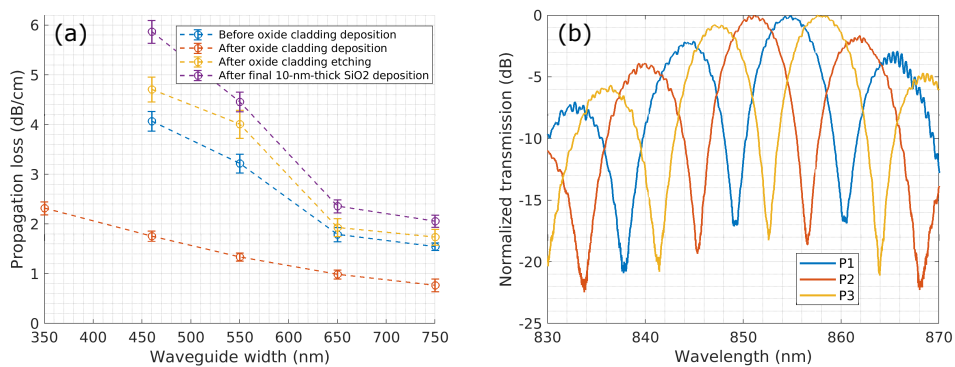 (a)
Before oxide cladding deposition
After oxide cladding deposition
After oxide cladding etching
After final 10-nm-thick SiO2 deposition
Propagation loss (dB/cm)
6
5
4
3
2
1
0
350 400 450 500 550 600 650 700 750
Waveguide width (nm)
(b)
Normalized transmission (dB)
0
-5
-10
-15
-20
-25
P1
P2
P3
830 840 850 860 870
Wavelength (nm)